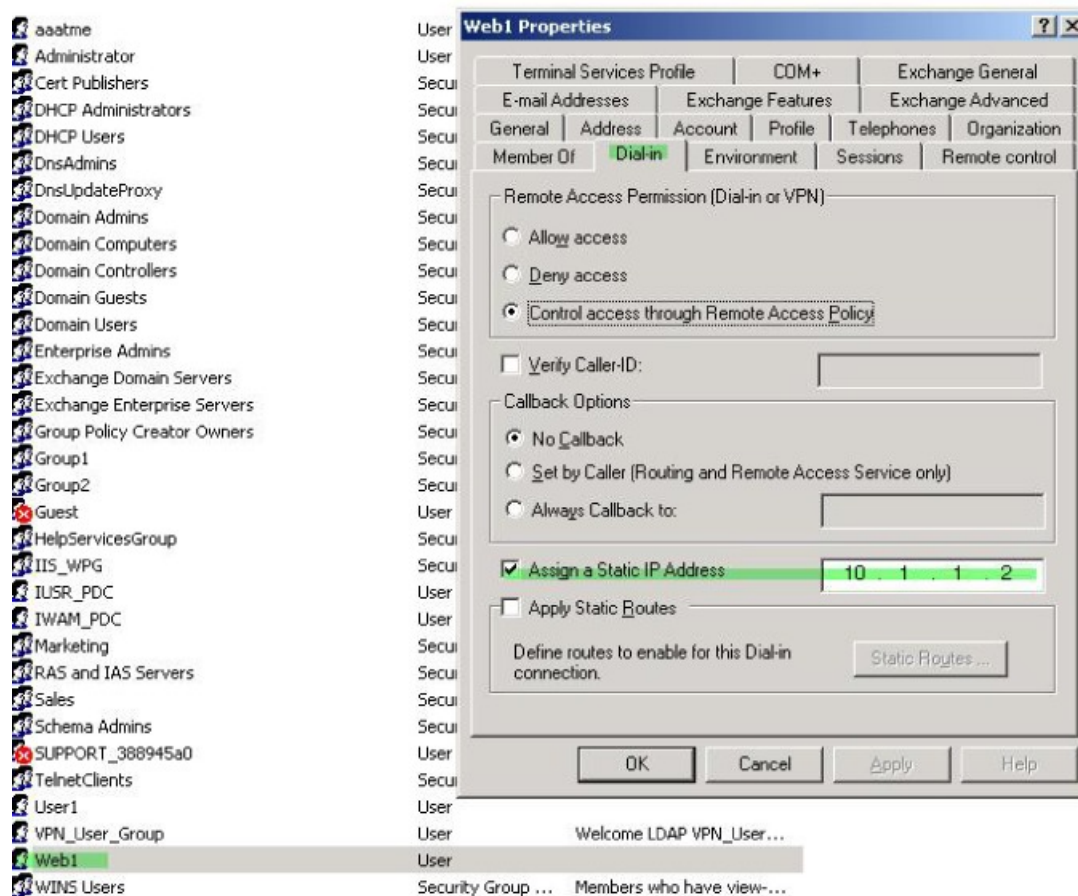 aaatme User
Administrator User
Cert Publishers Secu
DHCP Administrators Secu
DHCP Users Secu
DnsAdmins Secu
DnsUpdateProxy Secu
Domain Admins Secu
Domain Computers Secu
Domain Controllers Secu
Domain Guests Secu
Domain Users Secu
Enterprise Admins Secu
Exchange Domain Servers Secu
Exchange Enterprise Servers Secu
Group Policy Creator Owners Secu
Group1 Secu
Group2 Secu
Guest User
HelpServicesGroup Secu
IIS_WPG Secu
IUSR_PDC User
IWAM_PDC User
Marketing Secu
RAS and IAS Servers Secu
Sales Secu
Schema Admins Secu
SUPPORT_388945a0 User
TelnetClients Secu
User1 User
VPN_User_Group User Welcome LDAP VPN_User...
Web1 User
WINS Users Security Group ... Members who have view-...
Web1 Properties
Terminal Services Profile COM+ Exchange General
E-mail Addresses Exchange Features Exchange Advanced
General Address Account Profile Telephones Organization
Member Of Dial-in Environment Sessions Remote control
Remote Access Permission (Dial-in or VPN)
Allow access
Deny access
Control access through Remote Access Policy
Verify Caller-ID:
Callback Options
No Callback
Set by Caller (Routing and Remote Access Service only)
Always Callback to:
Assign a Static IP Address 10 . 1 . 1 . 2
Apply Static Routes
Define routes to enable for this Dial-in
connection.
Static Routes ...
OK Cancel Apply Help